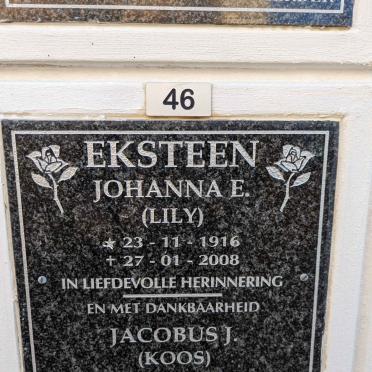 46
EKSTEEN
JOHANNA E.
(LILY)
★ 23 - 11 - 1916
† 27 - 01 - 2008
IN LIEFDEVOLLE HERINNERING
EN MET DANKBAARHEID
JACOBUS J.
(KOOS)